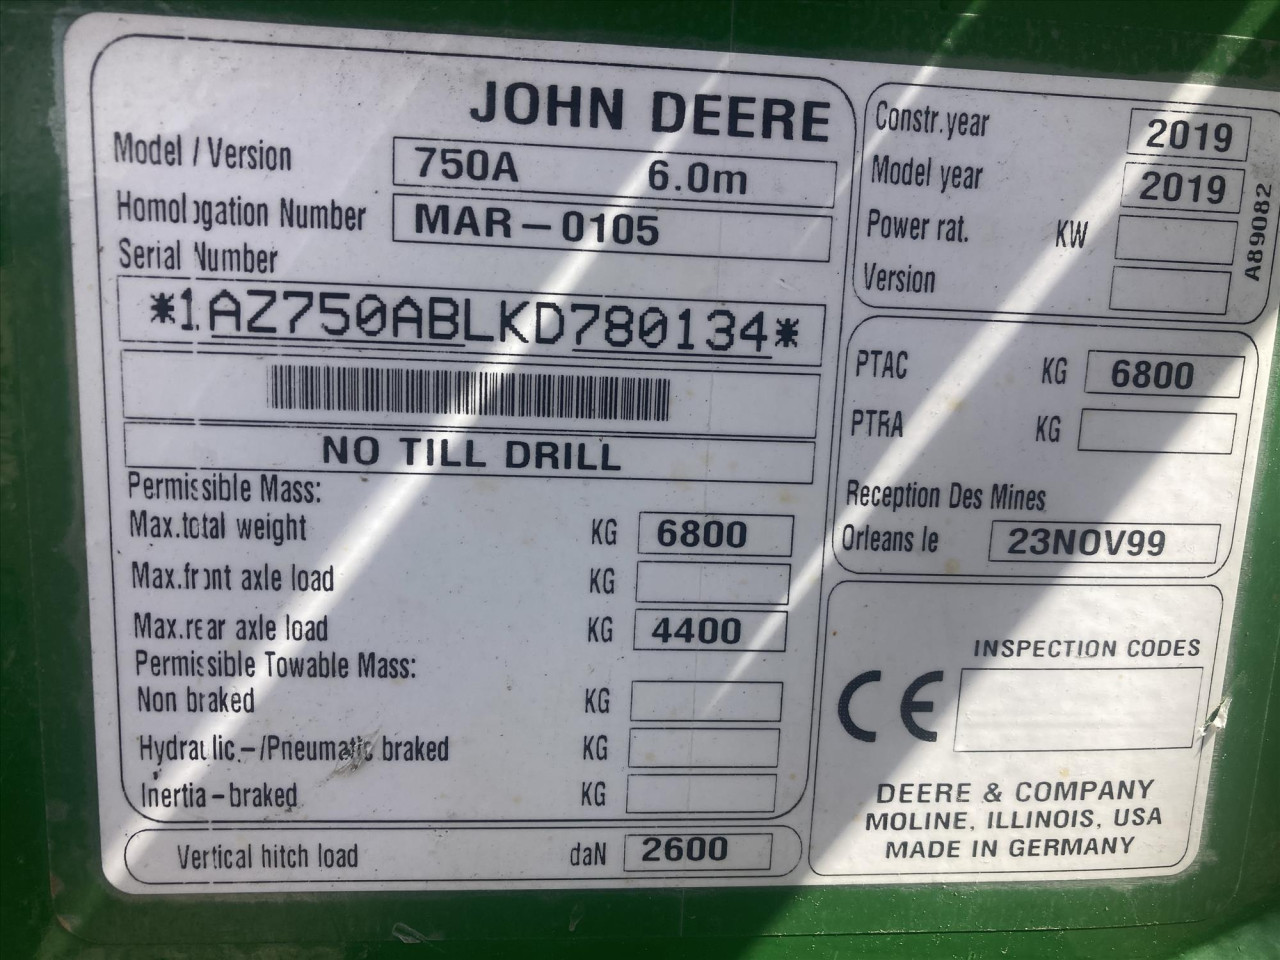 JOHN DEERE
Model / Version 750A 6.0m
Homologation Number MAR-0105
Serial Number
*1AZ750ABLKD780134*
NO TILL DRILL
Permissible Mass:
Max.total weight KG 6800
Max.front axle load KG
Max.rear axle load KG 4400
Permissible Towable Mass:
Non braked KG
Hydraulic-/Pneumatic braked KG
Inertia-braked KG
Vertical hitch load daN 2600
Constr.year 2019
Model year 2019
Power rat. KW
Version
A89082
PTAC KG 6800
PTRA KG
Reception Des Mines
Orleans le 23NOV99
INSPECTION CODES
CE
DEERE & COMPANY
MOLINE, ILLINOIS, USA
MADE IN GERMANY